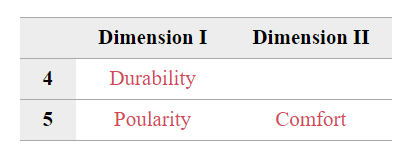 Dimension I Dimension II
4 Durability
5 Poularity Comfort